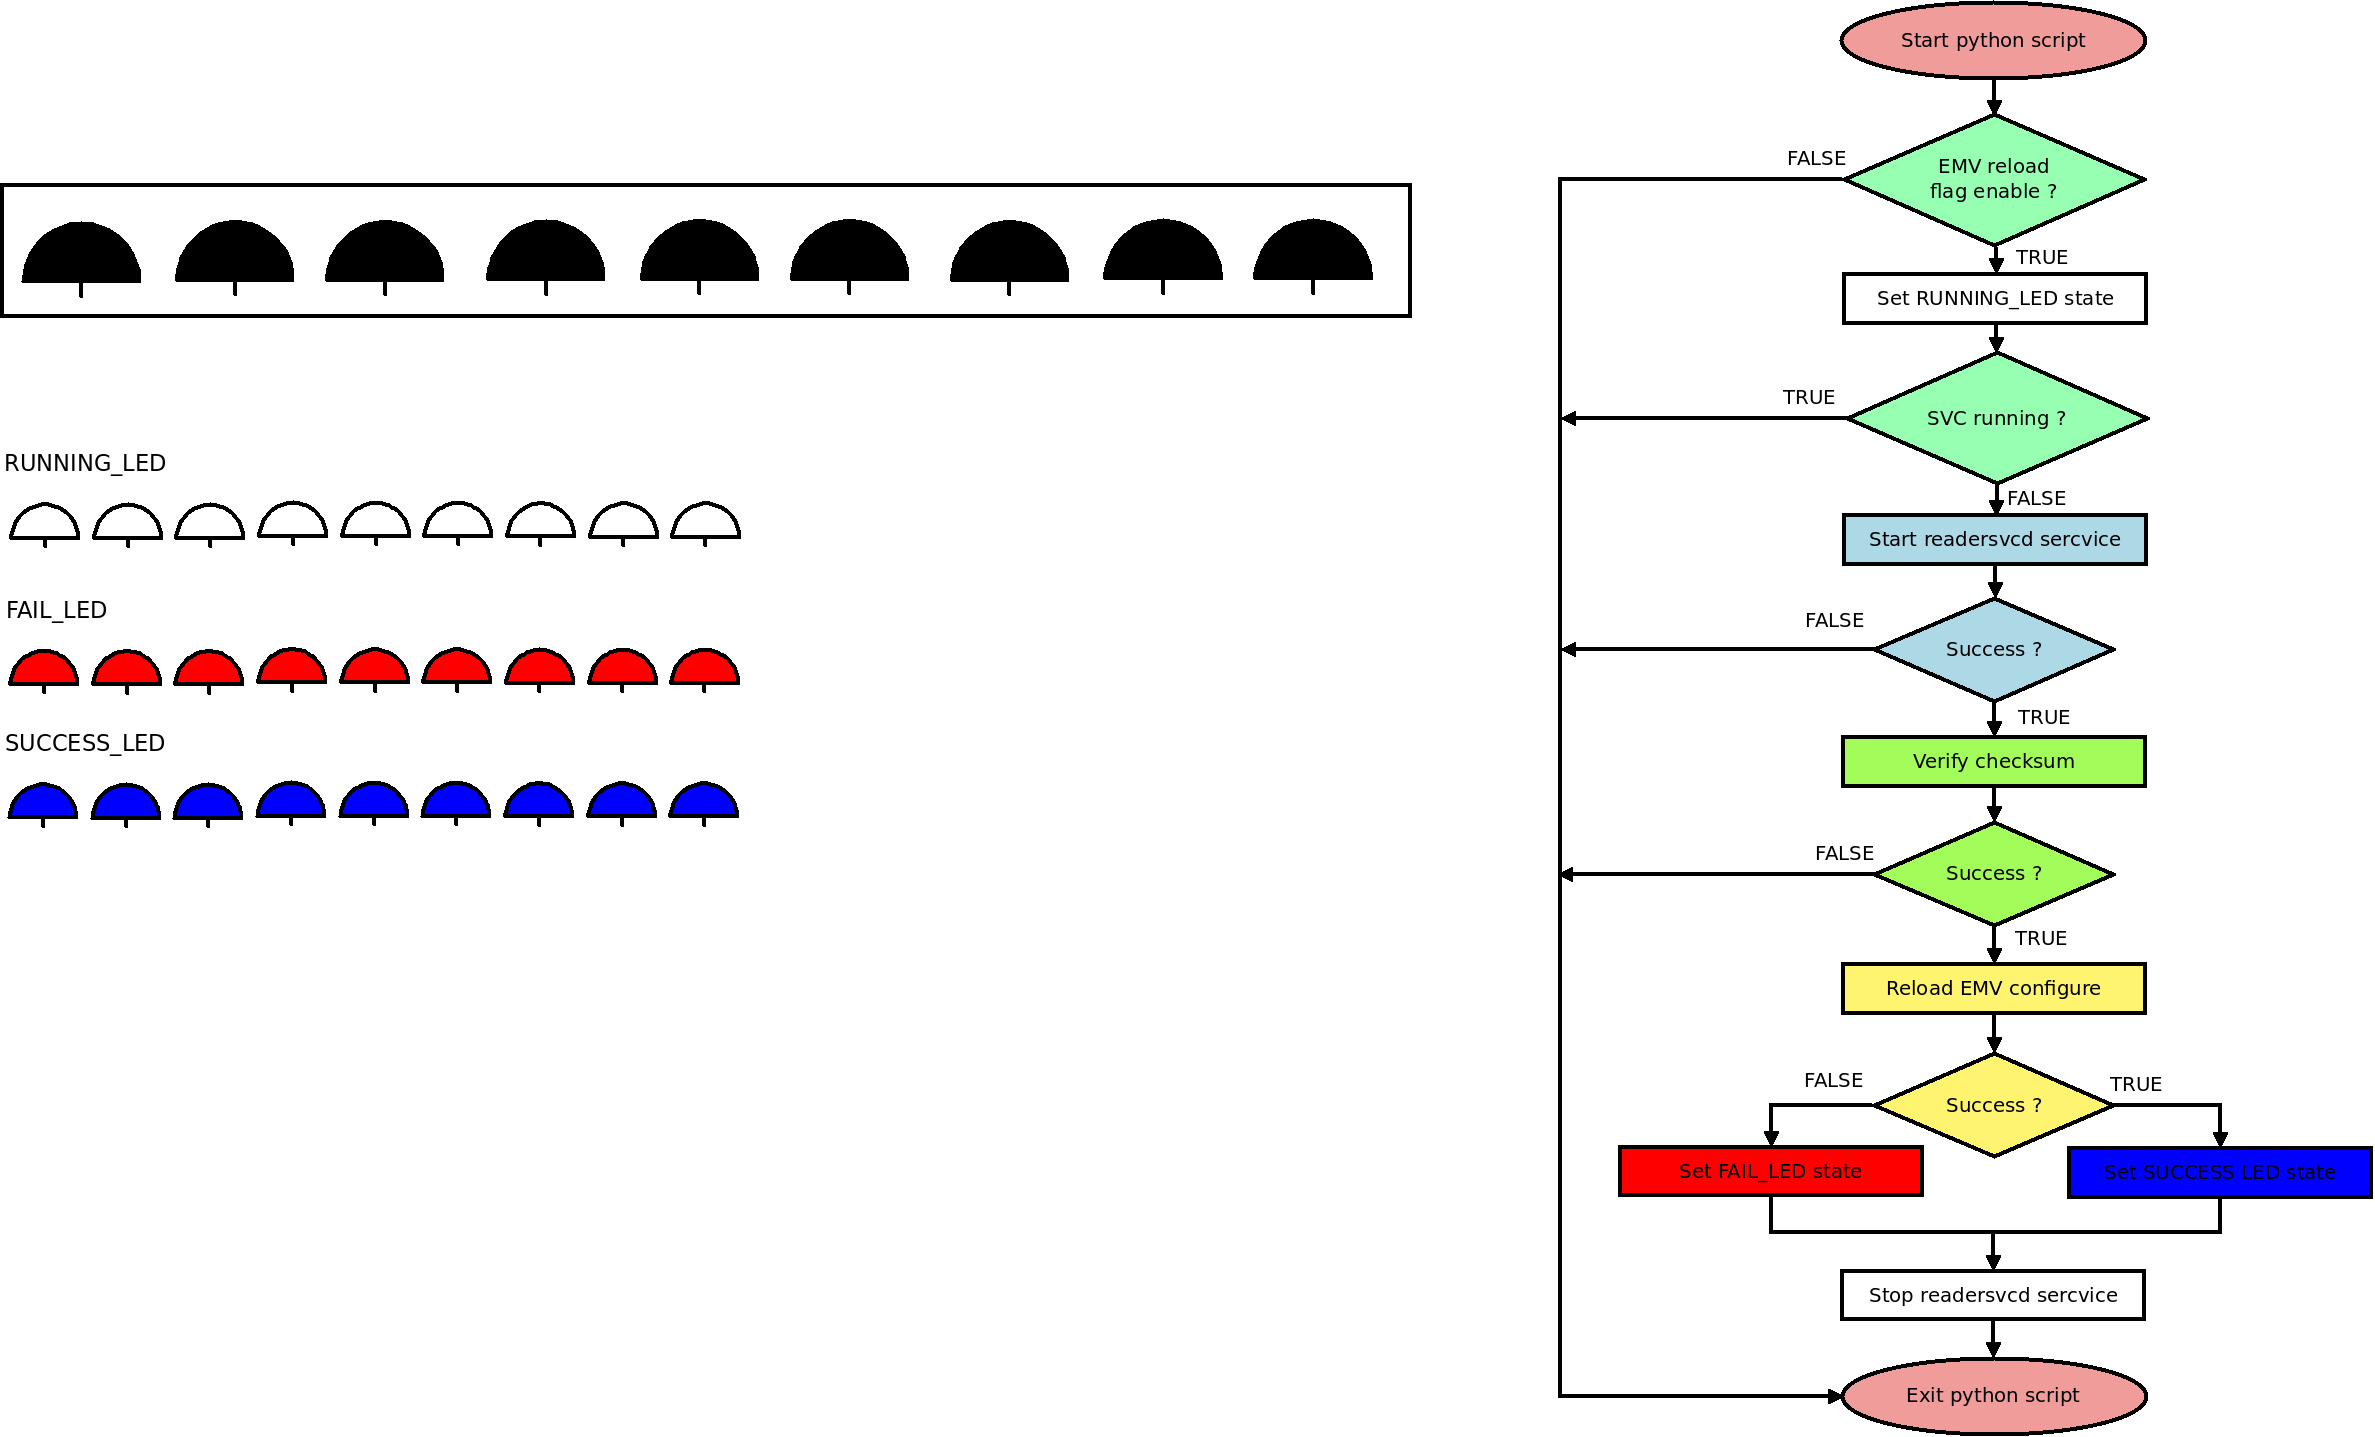 RUNNING_LED
FAIL_LED
SUCCESS_LED
Start python script
EMV reload
flag enable ?
FALSE
TRUE
Set RUNNING_LED state
SVC running ?
TRUE
FALSE
Start readersvcd sercvice
Success ?
FALSE
TRUE
Verify checksum
Success ?
FALSE
TRUE
Reload EMV configure
Success ?
FALSE
TRUE
Set FAIL_LED state
Set SUCCESS LED state
Stop readersvcd sercvice
Exit python script